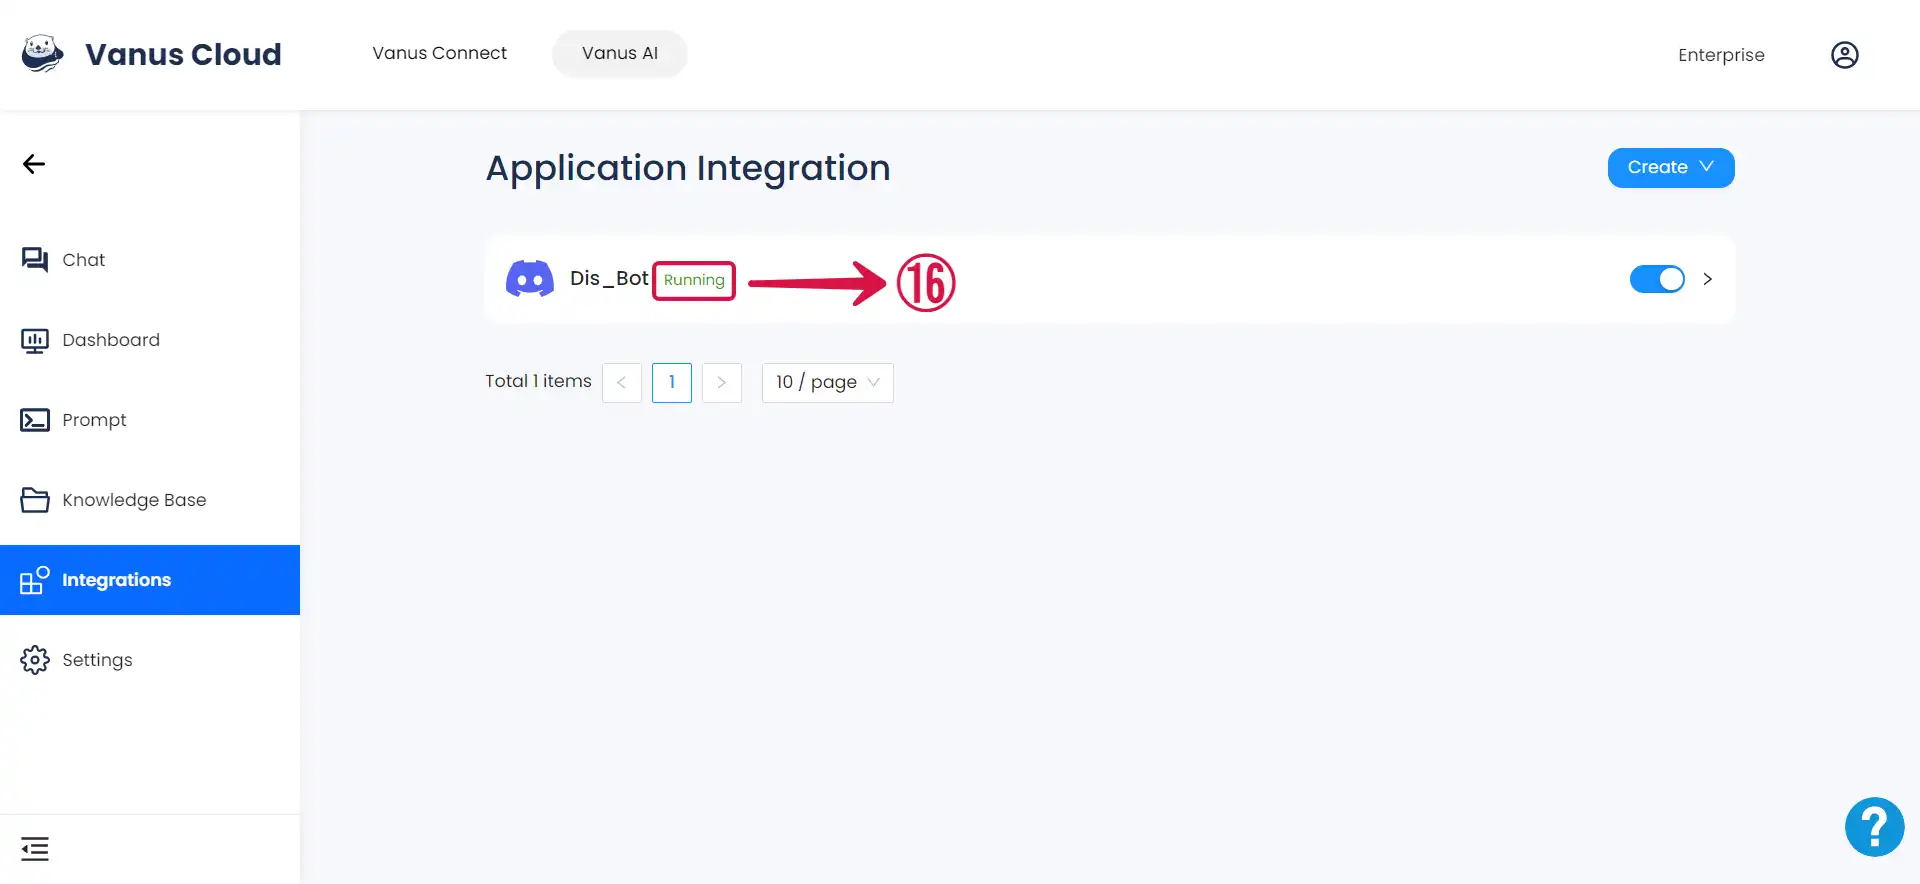 Vanus Cloud
Vanus Connect
Vanus AI
Enterprise
Application Integration
Create
Chat
Dis_Bot
Running
16
Dashboard
Total 1 items
1
10 / page
Prompt
Knowledge Base
Integrations
Settings
?